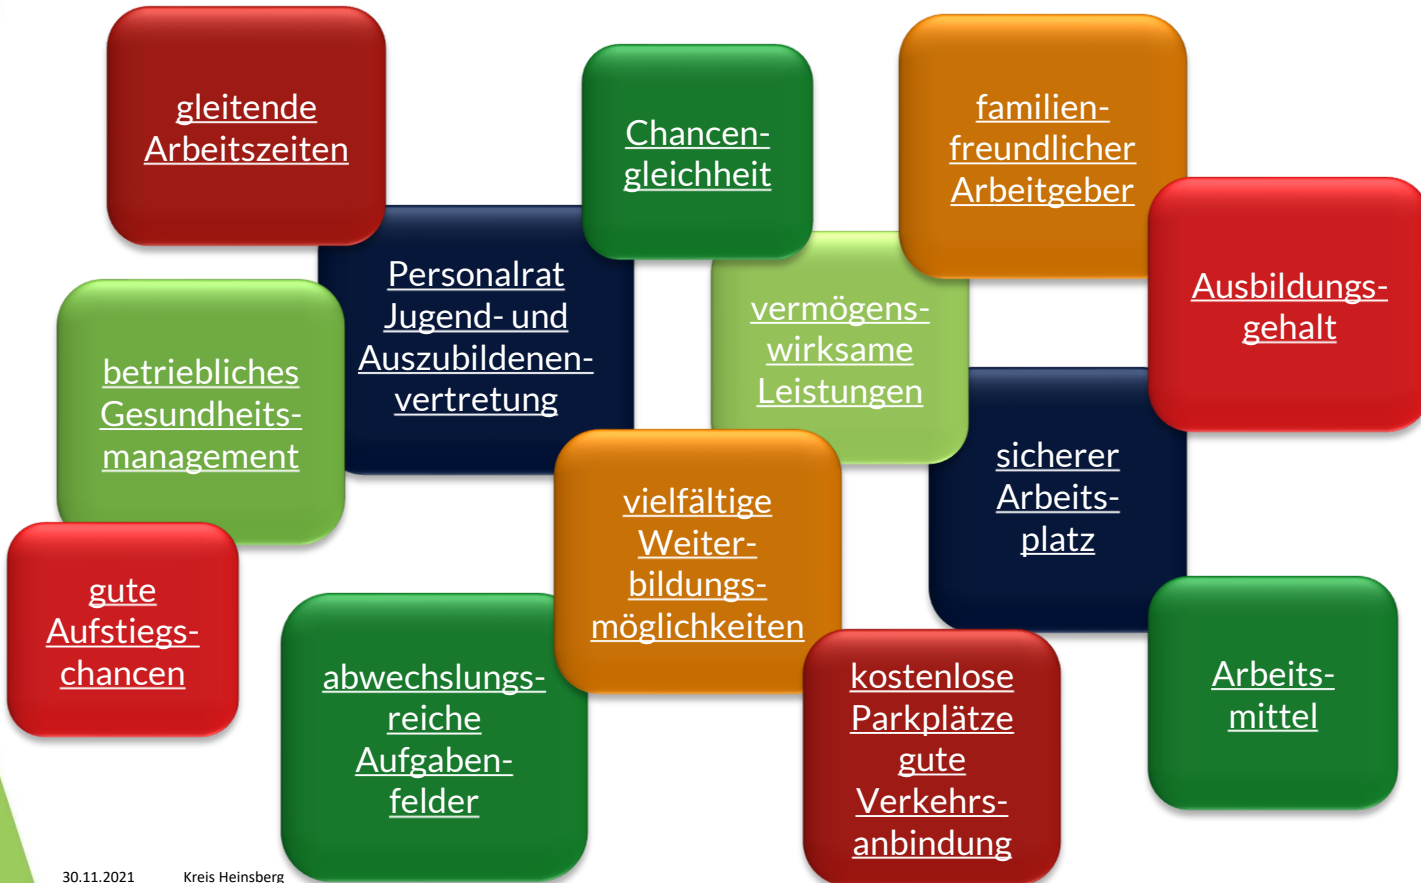 gleitende
Arbeitszeiten
Chancen-
gleichheit
familien-
freundlicher
Arbeitgeber
Ausbildungs-
gehalt
Personalrat
Jugend- und
Auszubildenen-
vertretung
vermögens-
wirksame
Leistungen
betriebliches
Gesundheits-
management
sicherer
Arbeits-
platz
vielfältige
Weiter-
bildungs-
möglichkeiten
gute
Aufstiegs-
chancen
abwechslungs-
reiche
Aufgaben-
felder
kostenlose
Parkplätze
gute
Verkehrs-
anbindung
Arbeits-
mittel
30.11.2021 Kreis Heinsberg